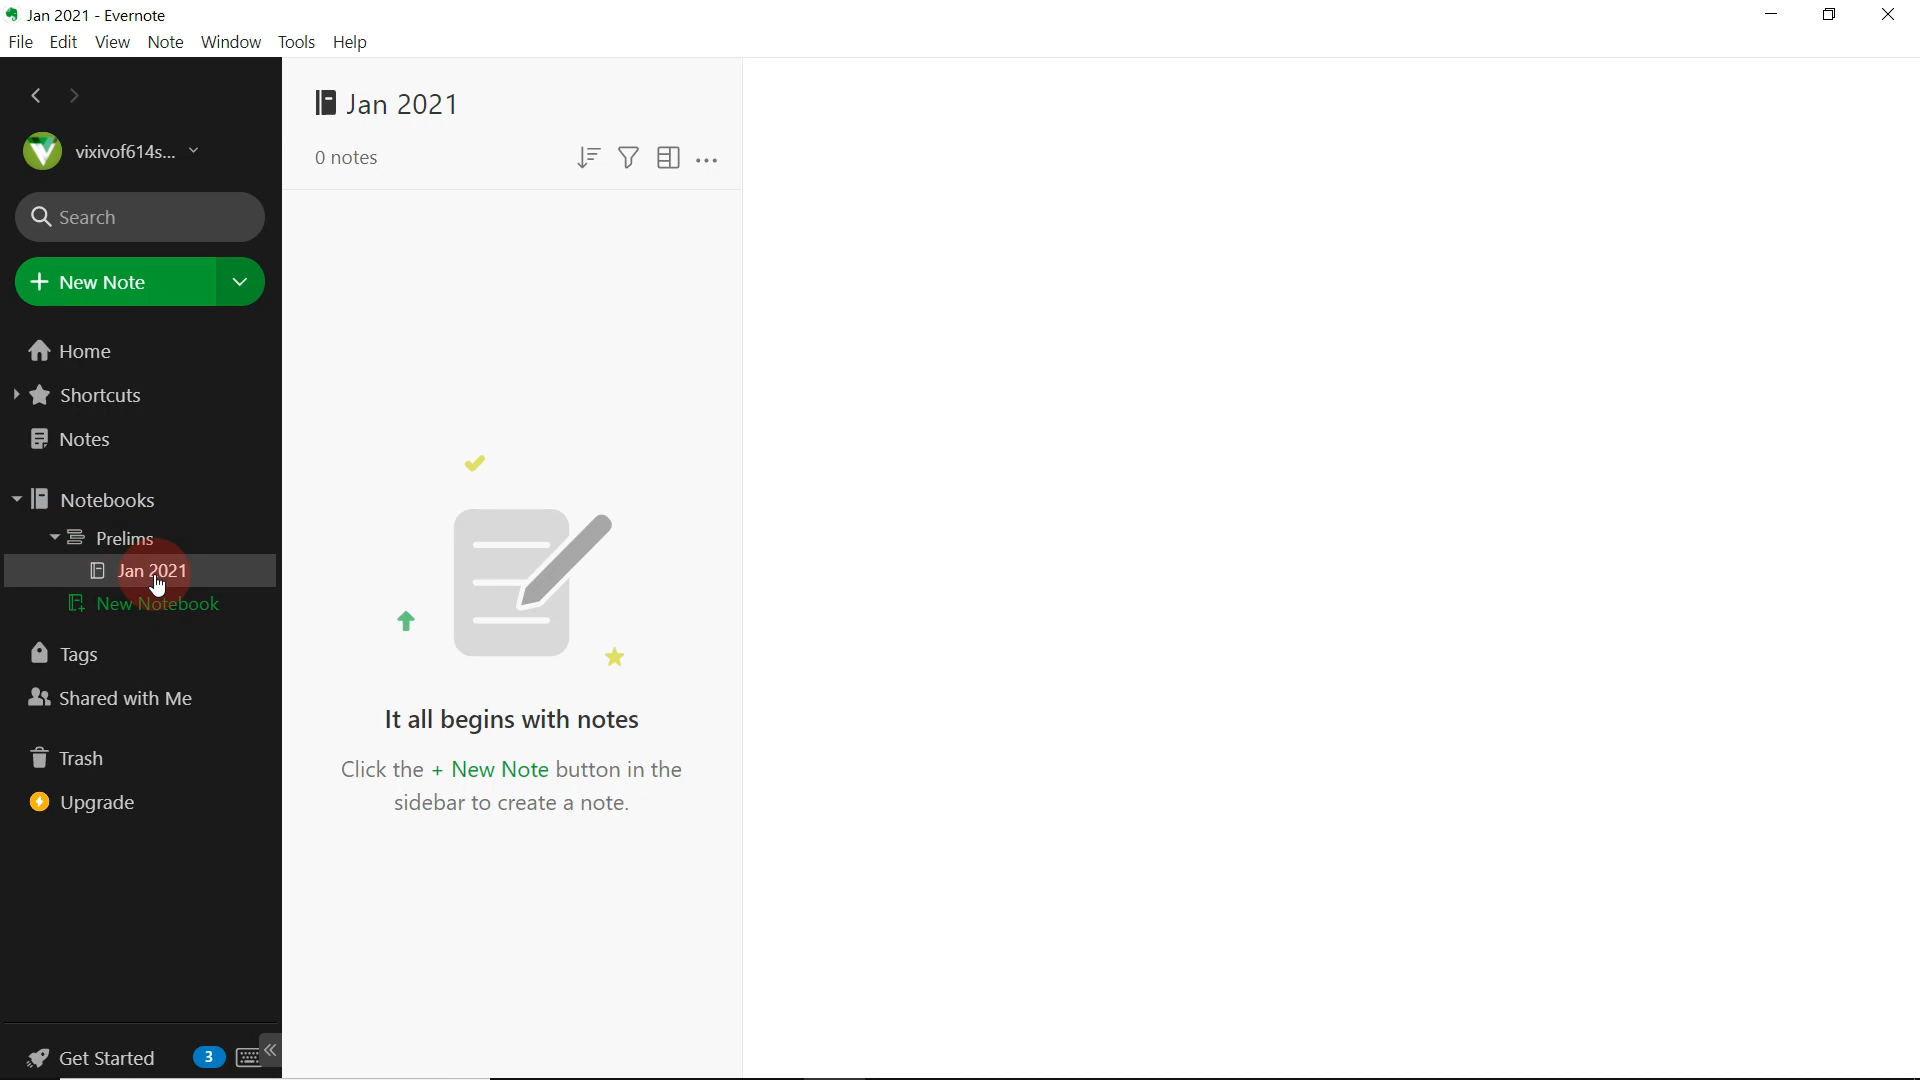 Jan 2021 - Evernote
File Edit View Note Window Tools Help
vixivof614s...
Search
New Note
Home
Shortcuts
Notes
Notebooks
Prelims
Jan 2021
New Notebook
Tags
Shared with Me
Trash
Upgrade
Get Started 3
Jan 2021
0 notes
It all begins with notes
Click the + New Note button in the
sidebar to create a note.